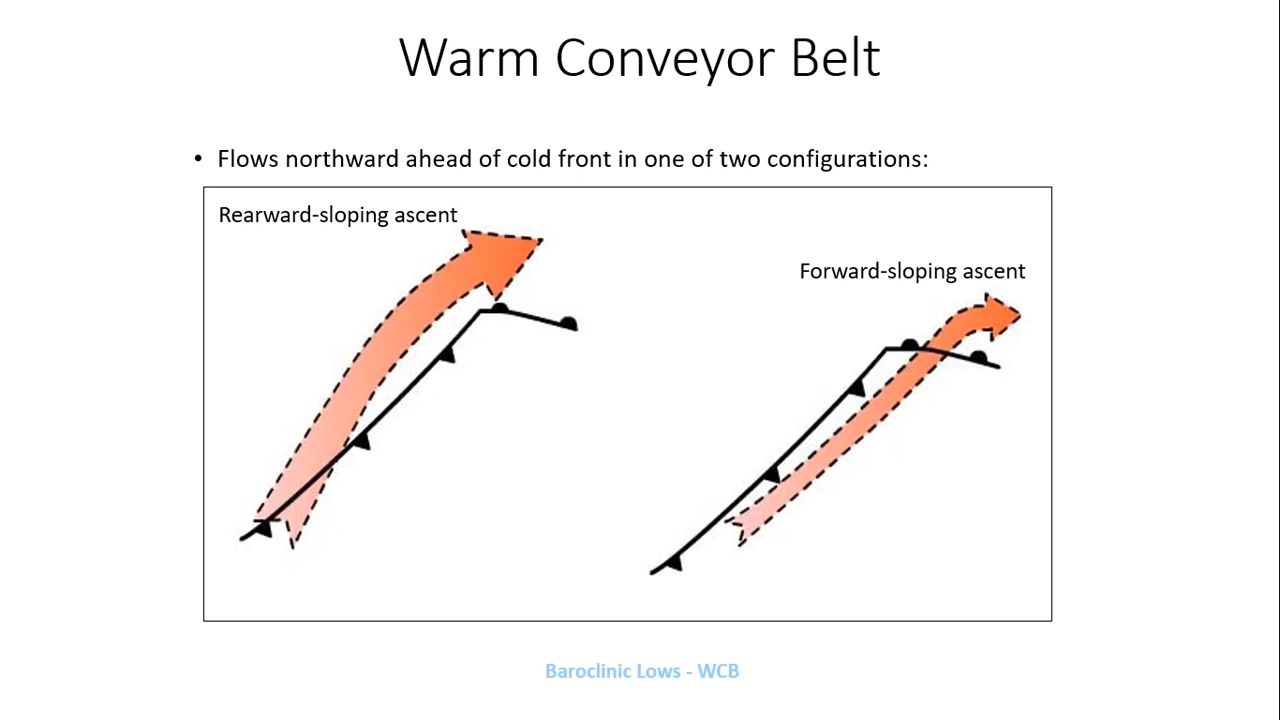 Warm Conveyor Belt
• Flows northward ahead of cold front in one of two configurations:
Rearward-sloping ascent
Forward-sloping ascent
Baroclinic Lows - WCB